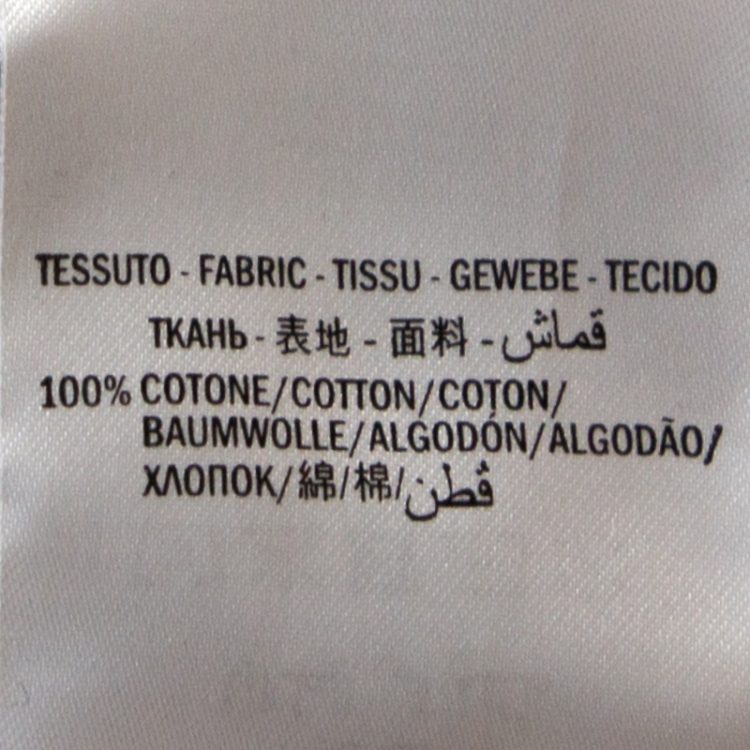 TESSUTO - FABRIC - TISSU - GEWEBE - TECIDO
ТКАНЬ - 表地 - 面料 - قماش
100% COTONE/COTTON/COTON/
BAUMWOLLE/ALGODÓN/ALGODÃO/
ХЛОПОК/綿/棉/قطن